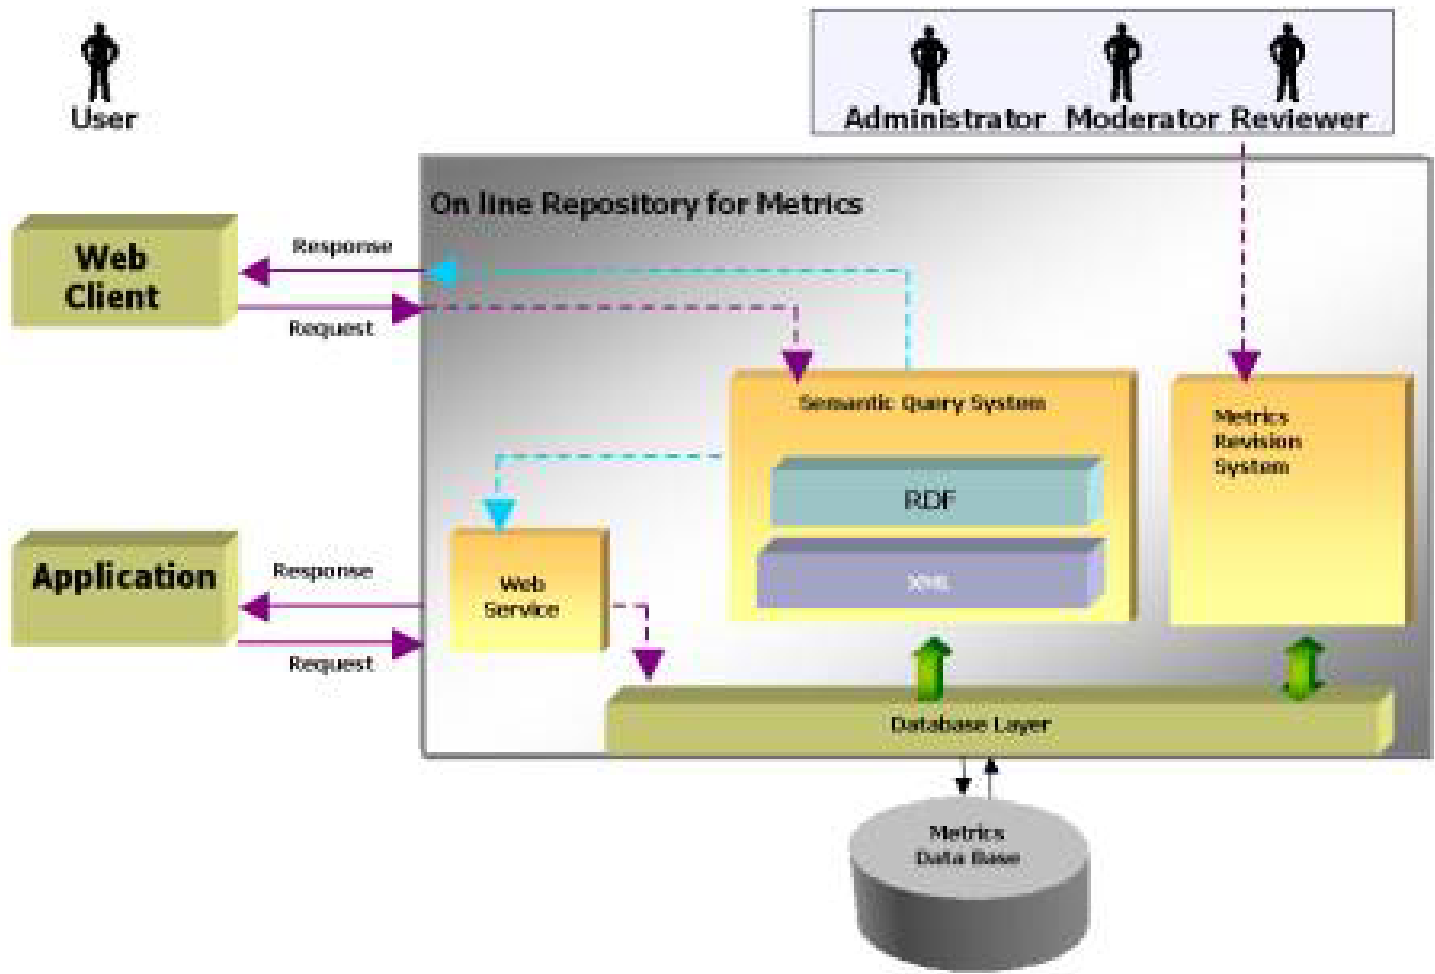 User
Administrator Moderator Reviewer
On line Repository for Metrics
Web
Client
Response
Request
Semantic Query System
RDF
XML
Metrics
Revision
System
Application
Response
Request
Web
Service
Database Layer
Metrics
Data Base